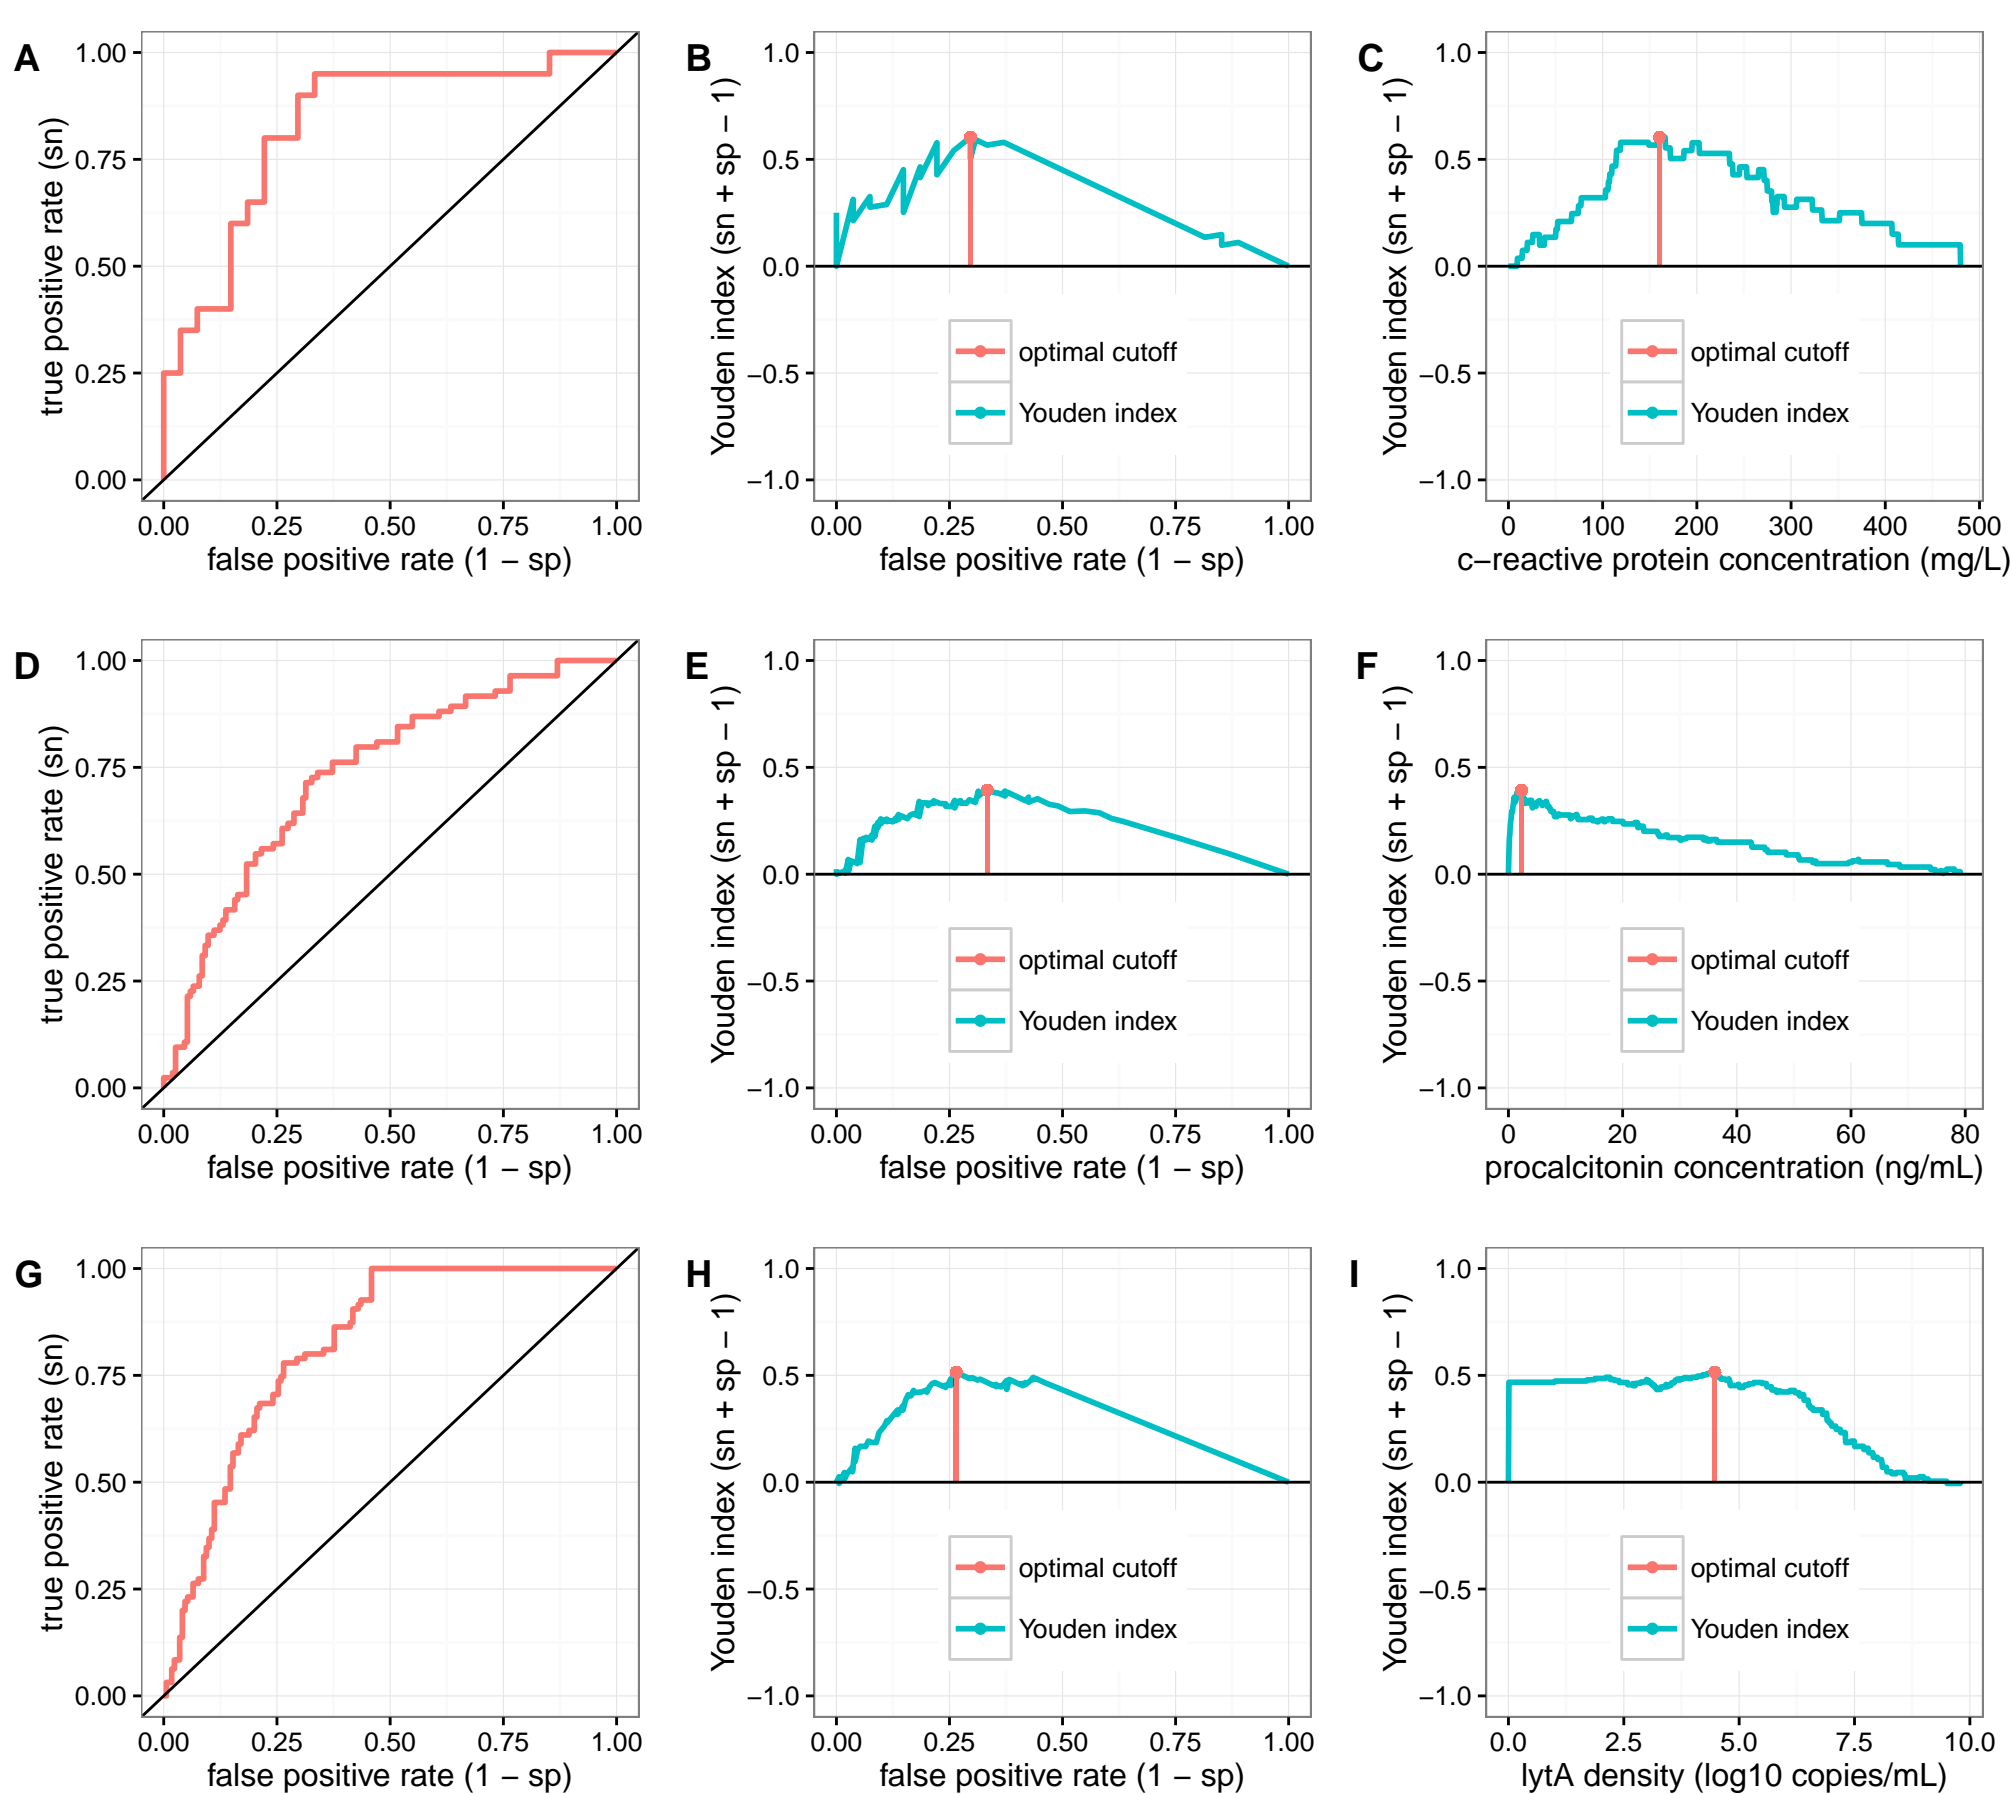 A
true positive rate (sn)
1.00
0.75
0.50
0.25
0.00
0.00 0.25 0.50 0.75 1.00
false positive rate (1 − sp)
B
Youden index (sn + sp − 1)
1.0
0.5
0.0
−0.5
−1.0
optimal cutoff
Youden index
0.00 0.25 0.50 0.75 1.00
false positive rate (1 − sp)
C
Youden index (sn + sp − 1)
1.0
0.5
0.0
−0.5
−1.0
optimal cutoff
Youden index
0 100 200 300 400 500
c−reactive protein concentration (mg/L)
D
true positive rate (sn)
1.00
0.75
0.50
0.25
0.00
0.00 0.25 0.50 0.75 1.00
false positive rate (1 − sp)
E
Youden index (sn + sp − 1)
1.0
0.5
0.0
−0.5
−1.0
optimal cutoff
Youden index
0.00 0.25 0.50 0.75 1.00
false positive rate (1 − sp)
F
Youden index (sn + sp − 1)
1.0
0.5
0.0
−0.5
−1.0
optimal cutoff
Youden index
0 20 40 60 80
procalcitonin concentration (ng/mL)
G
true positive rate (sn)
1.00
0.75
0.50
0.25
0.00
0.00 0.25 0.50 0.75 1.00
false positive rate (1 − sp)
H
Youden index (sn + sp − 1)
1.0
0.5
0.0
−0.5
−1.0
optimal cutoff
Youden index
0.00 0.25 0.50 0.75 1.00
false positive rate (1 − sp)
I
Youden index (sn + sp − 1)
1.0
0.5
0.0
−0.5
−1.0
optimal cutoff
Youden index
0.0 2.5 5.0 7.5 10.0
lytA density (log10 copies/mL)